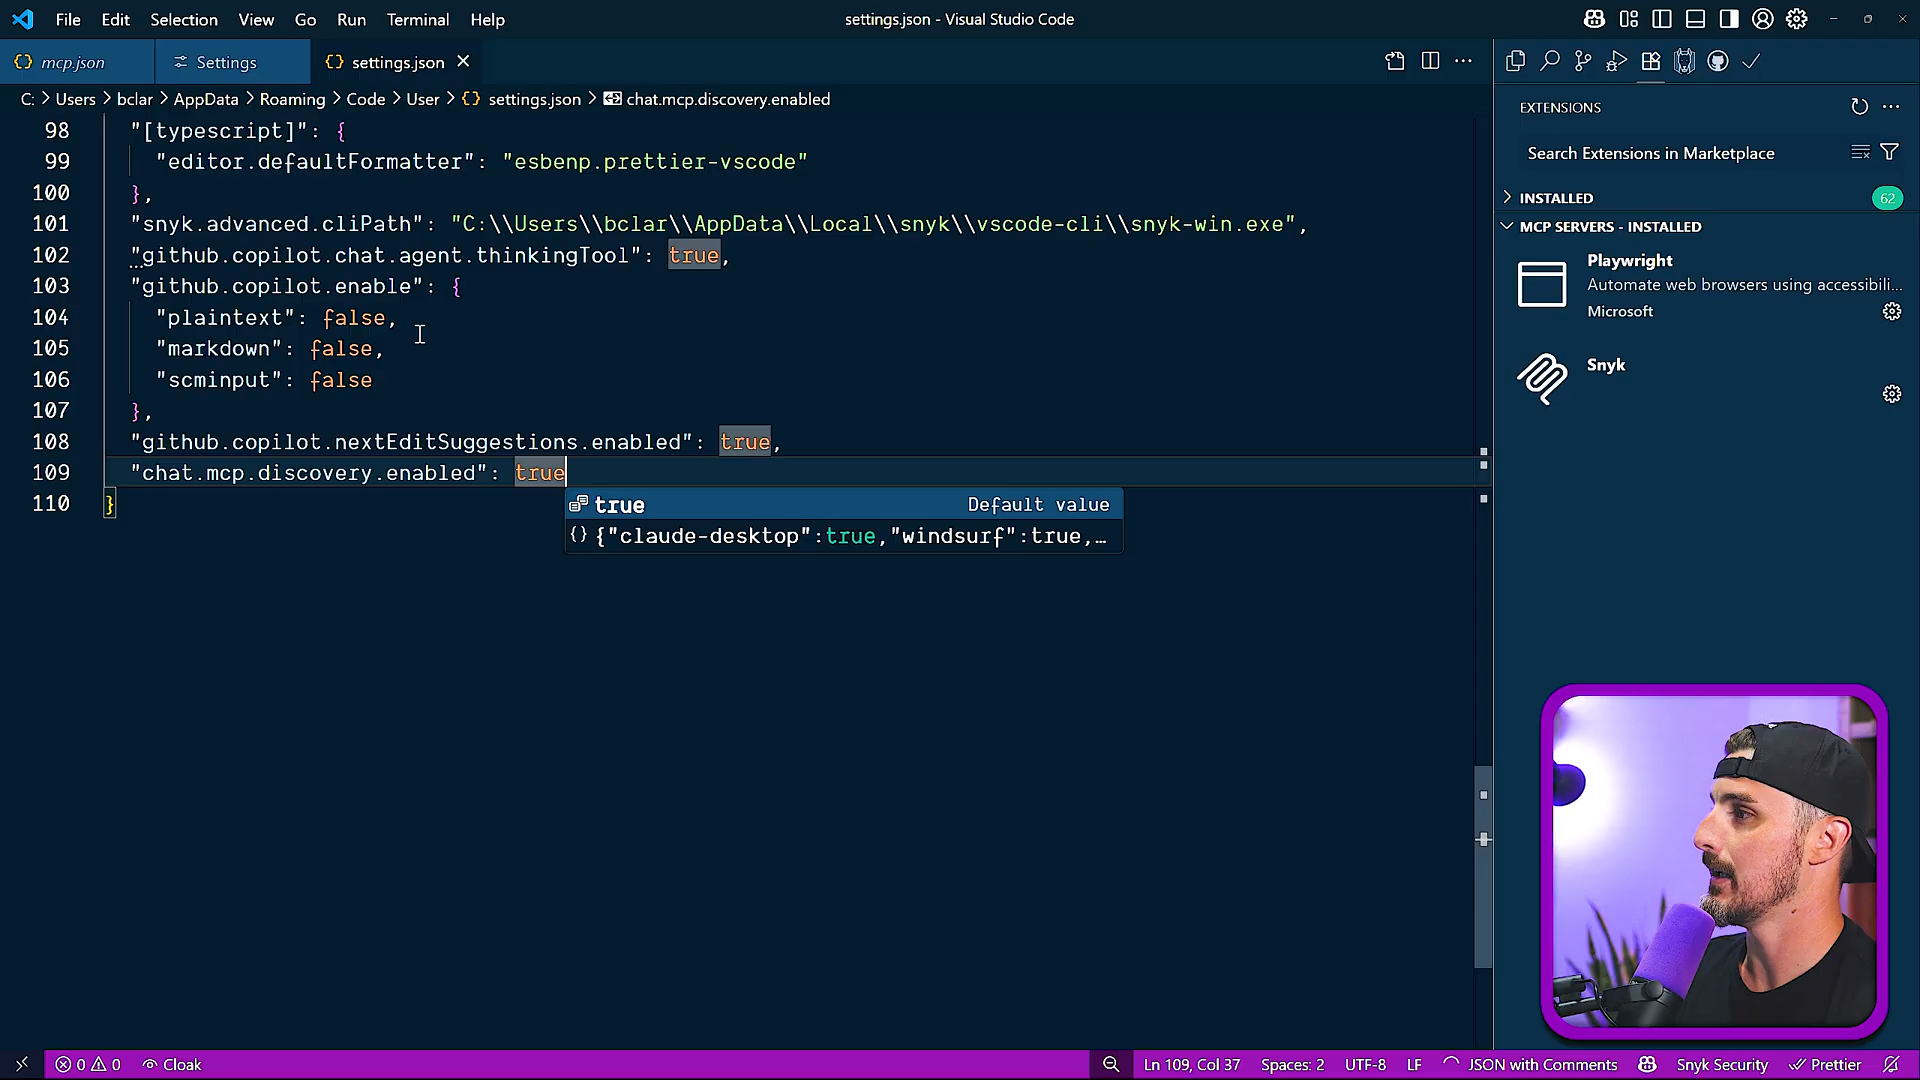 File Edit Selection View Go Run Terminal Help
settings.json - Visual Studio Code
mcp.json
Settings
settings.json
C: > Users > bclar > AppData > Roaming > Code > User > settings.json > chat.mcp.discovery.enabled
98 "[typescript]": {
99 "editor.defaultFormatter": "esbenp.prettier-vscode"
100 },
101 "snyk.advanced.cliPath": "C:\\Users\\bclar\\AppData\\Local\\snyk\\vscode-cli\\snyk-win.exe",
102 "github.copilot.chat.agent.thinkingTool": true,
103 "github.copilot.enable": {
104 "plaintext": false,
105 "markdown": false,
106 "scminput": false
107 },
108 "github.copilot.nextEditSuggestions.enabled": true,
109 "chat.mcp.discovery.enabled": true
110 }
true Default value
{} {"claude-desktop":true,"windsurf":true,…
EXTENSIONS
Search Extensions in Marketplace
INSTALLED 62
MCP SERVERS - INSTALLED
Playwright
Automate web browsers using accessibili...
Microsoft
Snyk
0 0 Cloak
Ln 109, Col 37 Spaces: 2 UTF-8 LF JSON with Comments Snyk Security Prettier